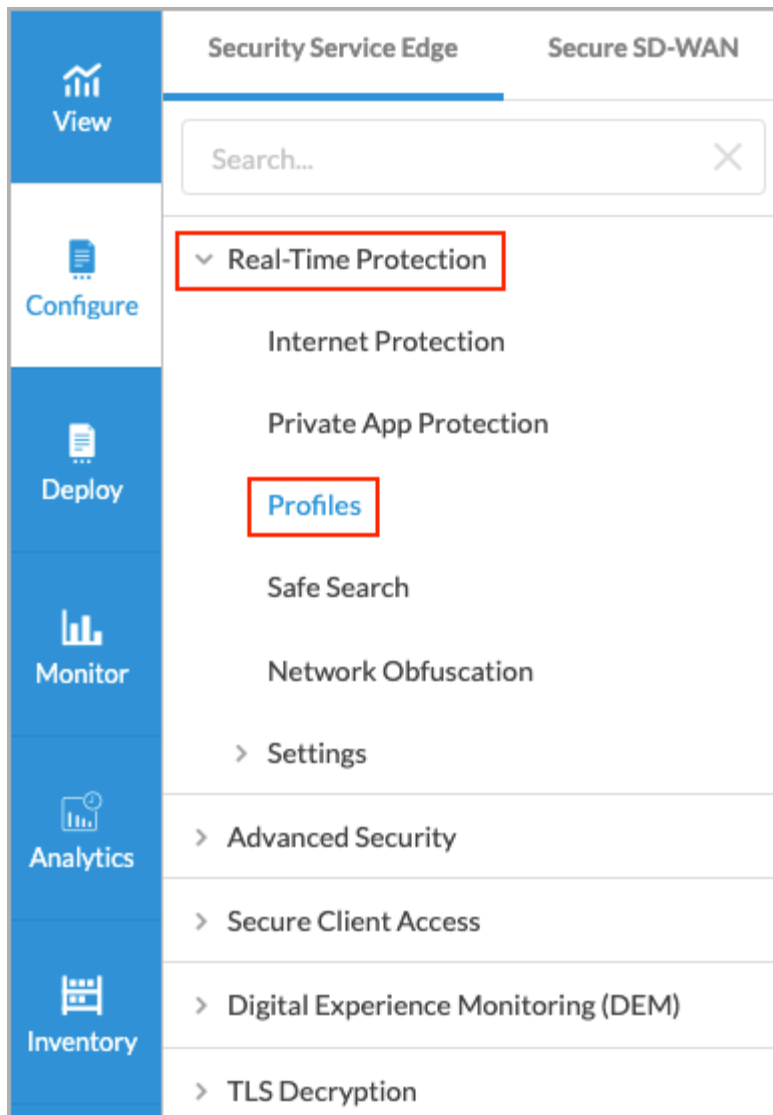 View
Configure
Deploy
Monitor
Analytics
Inventory
Security Service Edge
Secure SD-WAN
Search...
Real-Time Protection
Internet Protection
Private App Protection
Profiles
Safe Search
Network Obfuscation
Settings
Advanced Security
Secure Client Access
Digital Experience Monitoring (DEM)
TLS Decryption